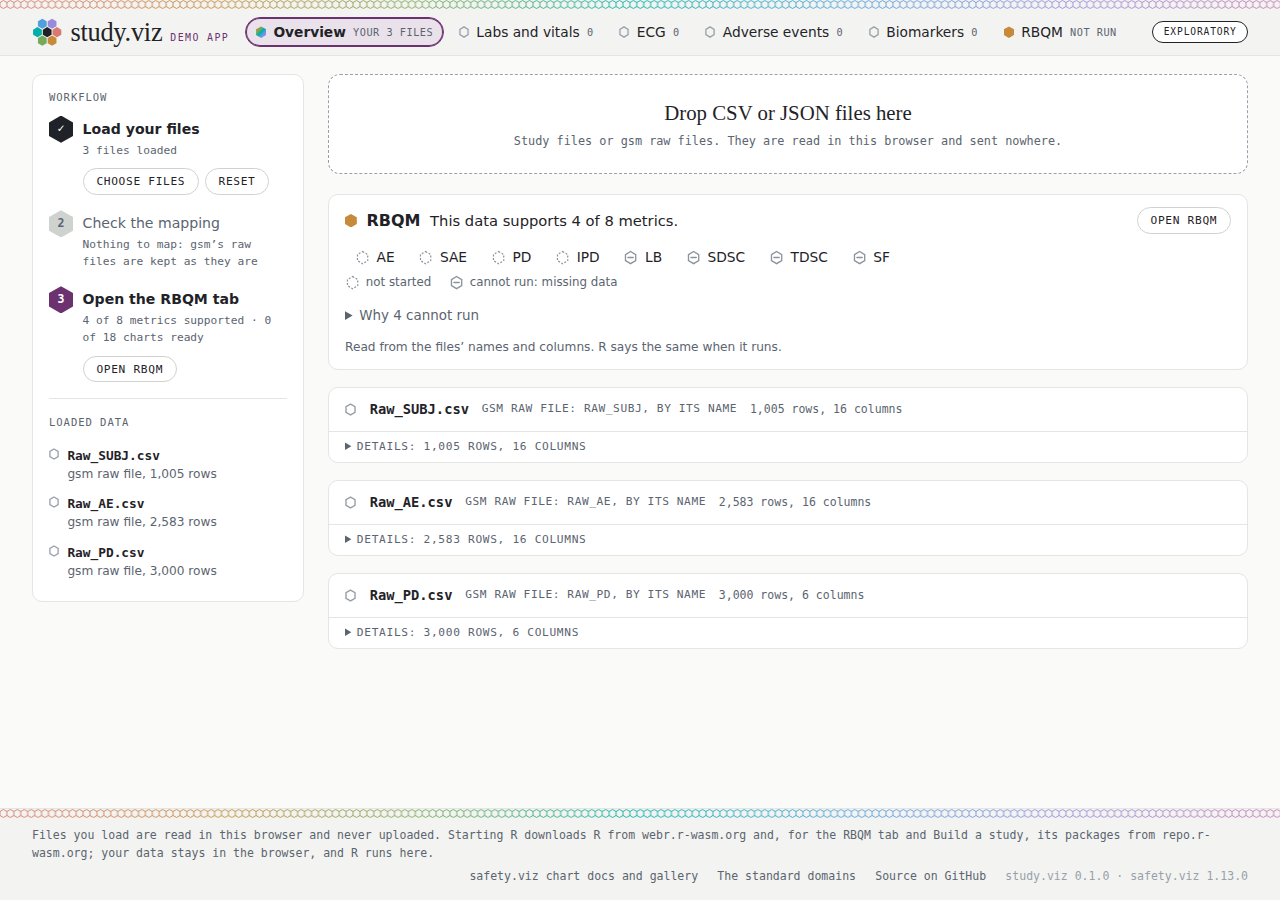 study.viz DEMO APP
Overview YOUR 3 FILES
Labs and vitals 0
ECG 0
Adverse events 0
Biomarkers 0
RBQM NOT RUN
EXPLORATORY
WORKFLOW
✓ Load your files
3 files loaded
CHOOSE FILES RESET
2 Check the mapping
Nothing to map: gsm’s raw
files are kept as they are
3 Open the RBQM tab
4 of 8 metrics supported · 0
of 18 charts ready
OPEN RBQM
LOADED DATA
Raw_SUBJ.csv
gsm raw file, 1,005 rows
Raw_AE.csv
gsm raw file, 2,583 rows
Raw_PD.csv
gsm raw file, 3,000 rows
Drop CSV or JSON files here
Study files or gsm raw files. They are read in this browser and sent nowhere.
RBQM This data supports 4 of 8 metrics. OPEN RBQM
AE SAE PD IPD LB SDSC TDSC SF
not started cannot run: missing data
▶ Why 4 cannot run
Read from the files’ names and columns. R says the same when it runs.
Raw_SUBJ.csv GSM RAW FILE: RAW_SUBJ, BY ITS NAME 1,005 rows, 16 columns
▶ DETAILS: 1,005 ROWS, 16 COLUMNS
Raw_AE.csv GSM RAW FILE: RAW_AE, BY ITS NAME 2,583 rows, 16 columns
▶ DETAILS: 2,583 ROWS, 16 COLUMNS
Raw_PD.csv GSM RAW FILE: RAW_PD, BY ITS NAME 3,000 rows, 6 columns
▶ DETAILS: 3,000 ROWS, 6 COLUMNS
Files you load are read in this browser and never uploaded. Starting R downloads R from webr.r-wasm.org and, for the RBQM tab and Build a study, its packages from repo.r-
wasm.org; your data stays in the browser, and R runs here.
safety.viz chart docs and gallery The standard domains Source on GitHub study.viz 0.1.0 · safety.viz 1.13.0